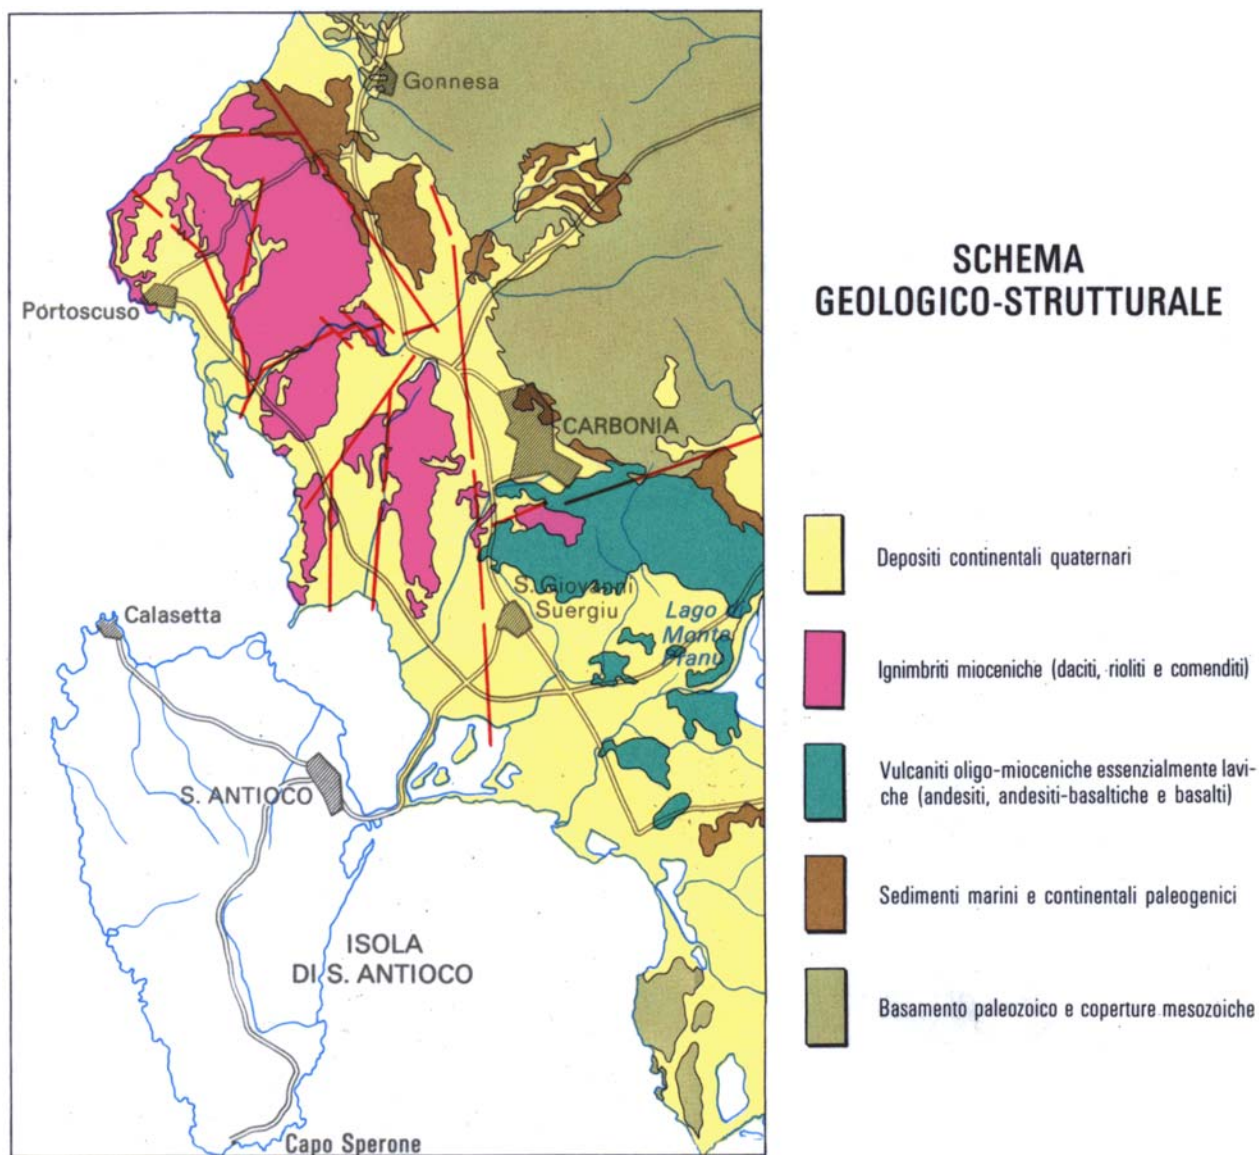 Gonnesa
Portoscuso
CARBONIA
S. Giovanni
Suergiu
Lago di
Monte
Pranu
Calasetta
S. ANTIOCO
ISOLA
DI S. ANTIOCO
Capo Sperone
SCHEMA
GEOLOGICO-STRUTTURALE
Depositi continentali quaternari
Ignimbriti mioceniche (daciti, rioliti e comenditi)
Vulcaniti oligo-mioceniche essenzialmente lavi-
che (andesiti, andesiti-basaltiche e basalti)
Sedimenti marini e continentali paleogenici
Basamento paleozoico e coperture mesozoiche